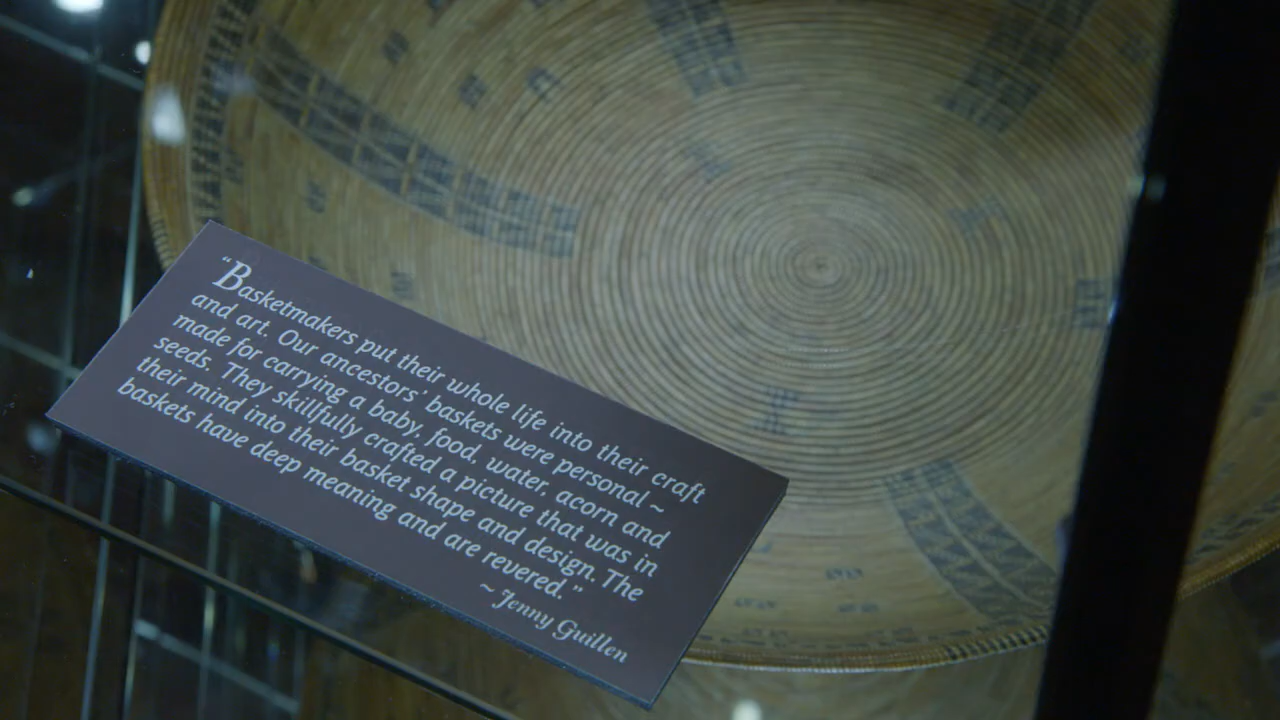 "Basketmakers put their whole life into their craft
and art. Our ancestors' baskets were personal ~
made for carrying a baby, food, water, acorn and
seeds. They skillfully crafted a picture that was in
their mind into their basket shape and design. The
baskets have deep meaning and are revered."
~Jenny Guillen